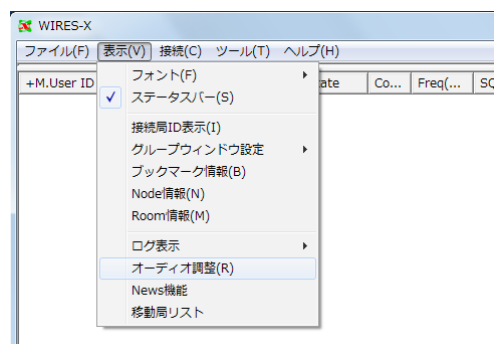 WIRES-X
ファイル(F) 表示(V) 接続(C) ツール(T) ヘルプ(H)
+M.User ID ate Co... Freq(... SQ
フォント(F)
ステータスバー(S)
接続局ID表示(I)
グループウィンドウ設定
ブックマーク情報(B)
Node情報(N)
Room情報(M)
ログ表示
オーディオ調整(R)
News機能
移動局リスト